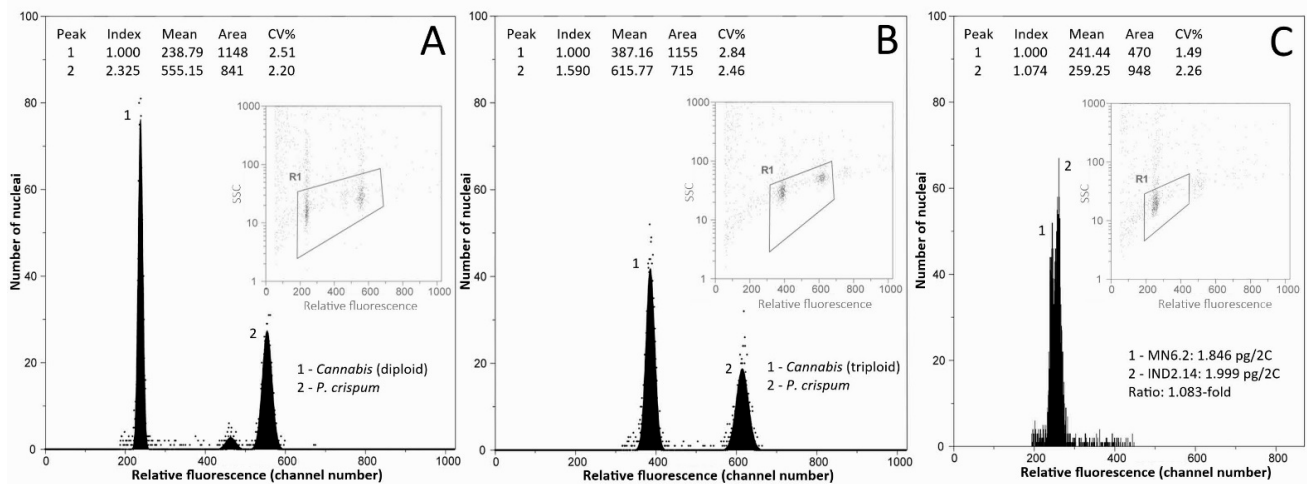 A
Peak Index Mean Area CV%
1 1.000 238.79 1148 2.51
2 2.325 555.15 841 2.20
100
80
60
40
20
0
Number of nucleai
1
2
1000
100
10
1
SSC
R1
0 200 400 600 800 1000
Relative fluorescence
1 - Cannabis (diploid)
2 - P. crispum
0 200 400 600 800 1000
Relative fluorescence (channel number)
B
Peak Index Mean Area CV%
1 1.000 387.16 1155 2.84
2 1.590 615.77 715 2.46
100
80
60
40
20
0
Number of nucleai
1
2
1000
100
10
1
SSC
R1
0 200 400 600 800 1000
Relative fluorescence
1 - Cannabis (triploid)
2 - P. crispum
0 200 400 600 800 1000
Relative fluorescence (channel number)
C
Peak Index Mean Area CV%
1 1.000 241.44 470 1.49
2 1.074 259.25 948 2.26
100
80
60
40
20
0
Number of nucleai
1
2
1000
100
10
1
SSC
R1
0 200 400 600 800 1000
Relative fluorescence
1 - MN6.2: 1.846 pg/2C
2 - IND2.14: 1.999 pg/2C
Ratio: 1.083-fold
0 200 400 600 800
Relative fluorescence (channel number)